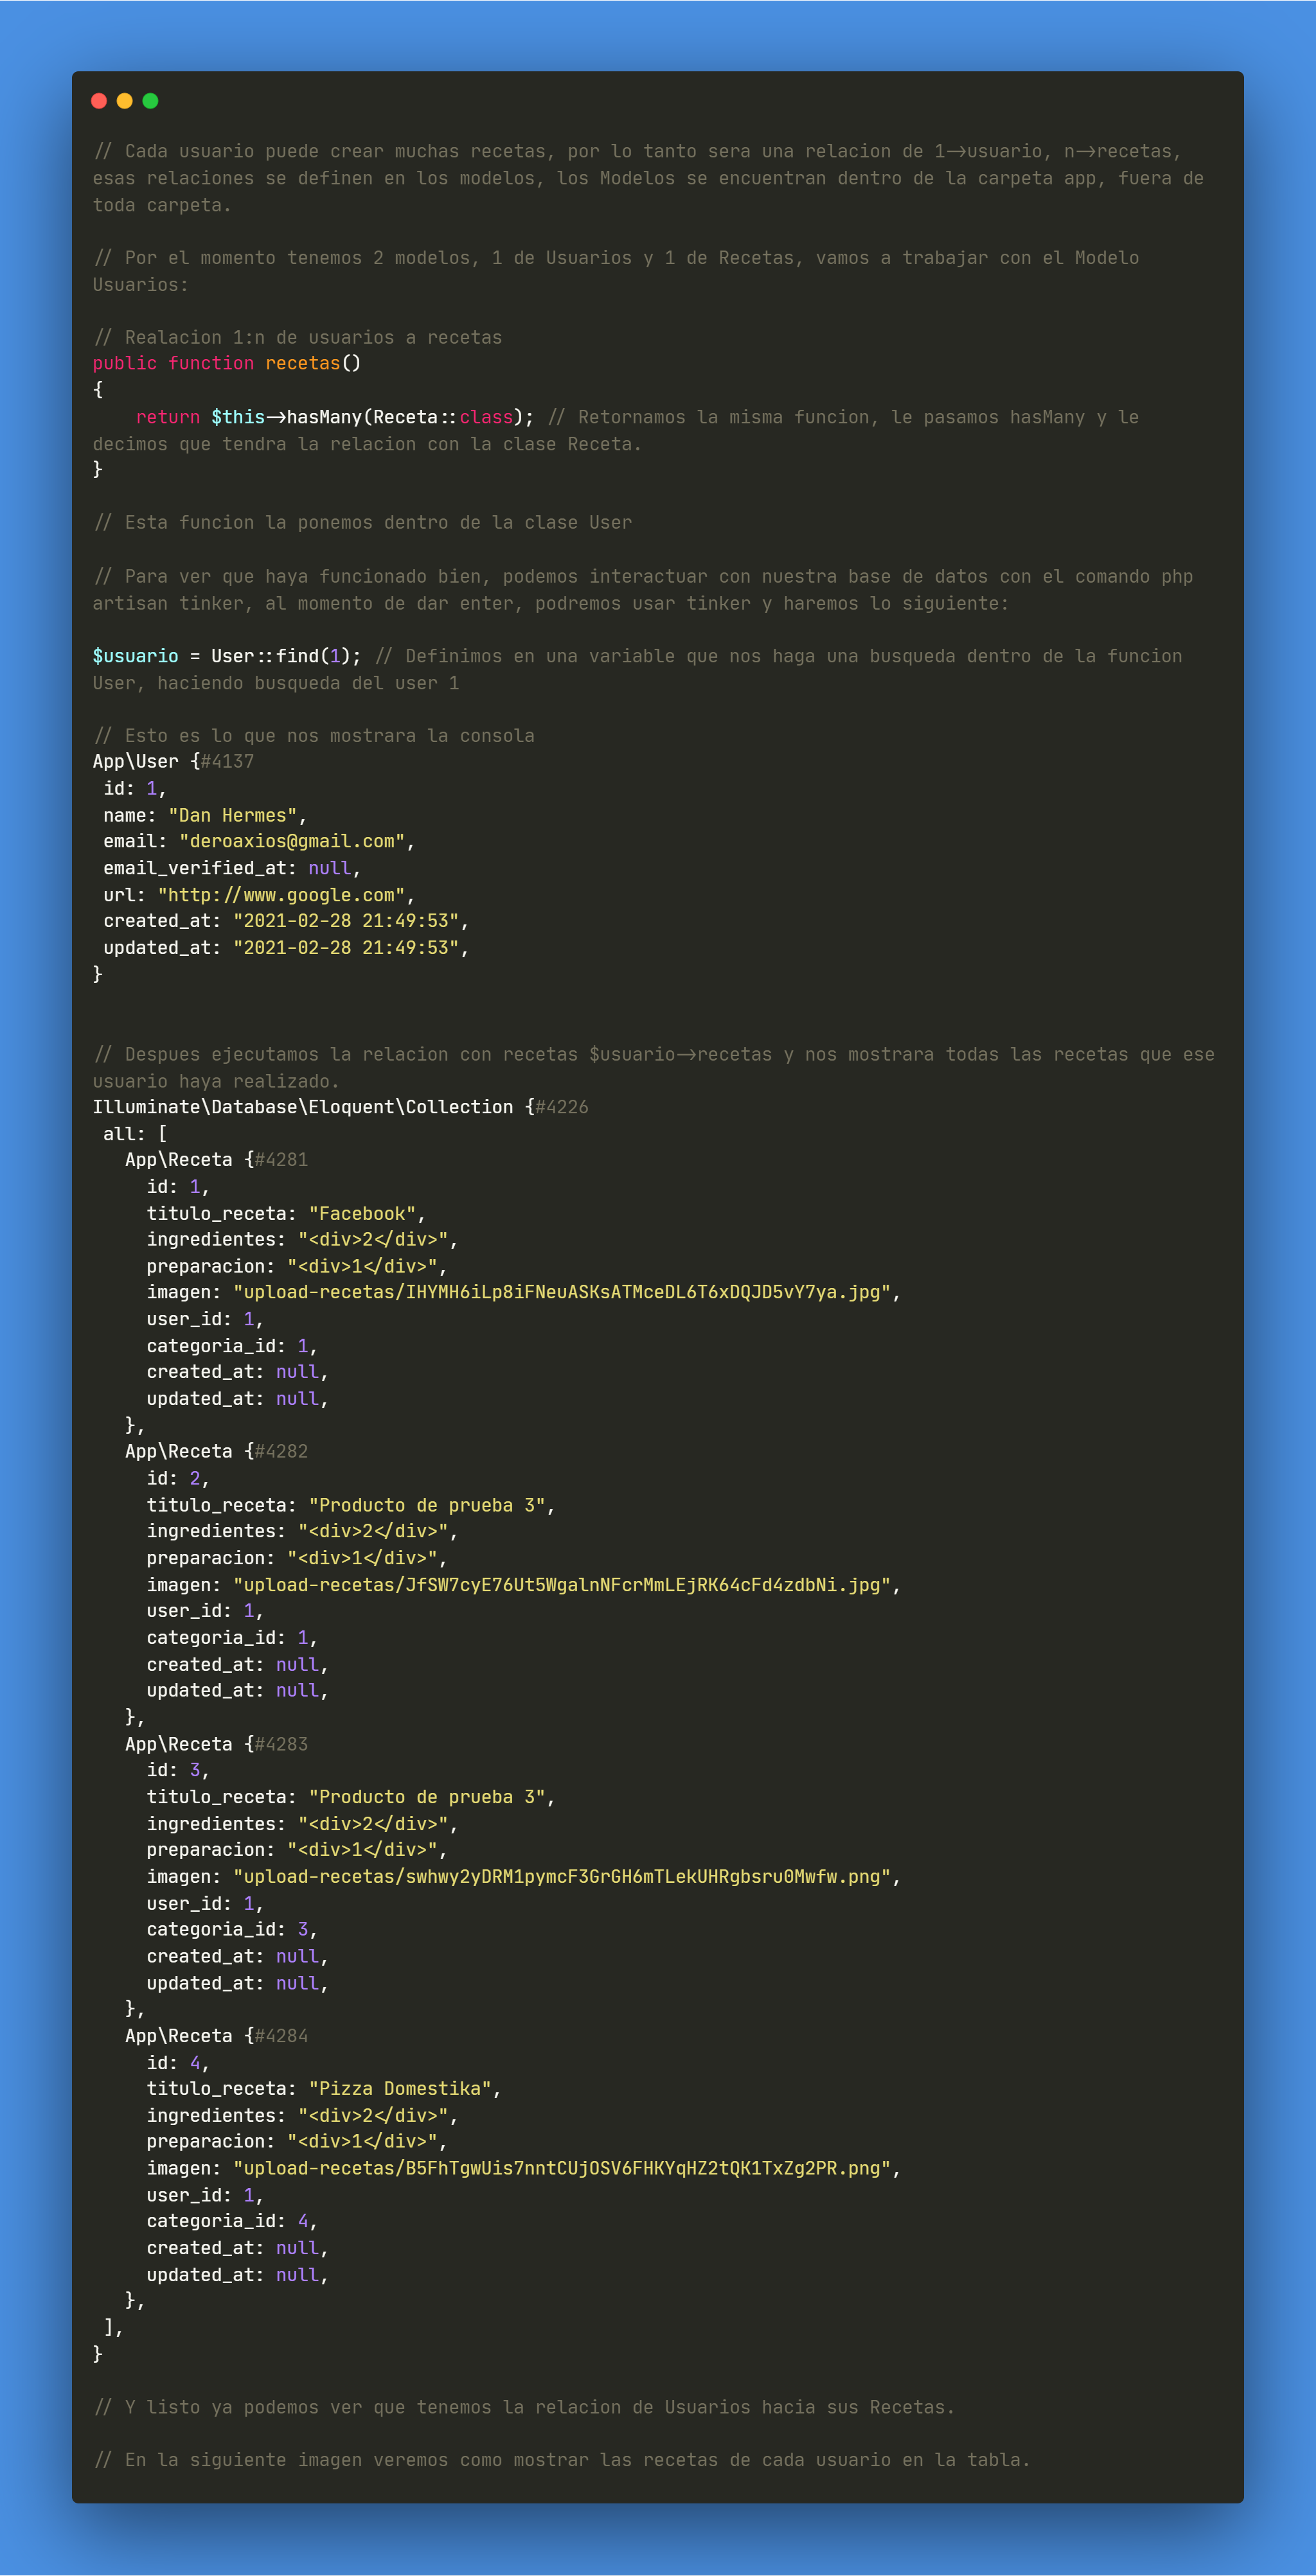 // Cada usuario puede crear muchas recetas, por lo tanto sera una relacion de 1->usuario, n->recetas,
esas relaciones se definen en los modelos, los Modelos se encuentran dentro de la carpeta app, fuera de
toda carpeta.
// Por el momento tenemos 2 modelos, 1 de Usuarios y 1 de Recetas, vamos a trabajar con el Modelo
Usuarios:
// Realacion 1:n de usuarios a recetas
public function recetas()
{
    return $this->hasMany(Receta::class); // Retornamos la misma funcion, le pasamos hasMany y le
decimos que tendra la relacion con la clase Receta.
}
// Esta funcion la ponemos dentro de la clase User
// Para ver que haya funcionado bien, podemos interactuar con nuestra base de datos con el comando php
artisan tinker, al momento de dar enter, podremos usar tinker y haremos lo siguiente:
$usuario = User::find(1); // Definimos en una variable que nos haga una busqueda dentro de la funcion
User, haciendo busqueda del user 1
// Esto es lo que nos mostrara la consola
App\User {#4137
 id: 1,
 name: "Dan Hermes",
 email: "deroaxios@gmail.com",
 email_verified_at: null,
 url: "http://www.google.com",
 created_at: "2021-02-28 21:49:53",
 updated_at: "2021-02-28 21:49:53",
}
// Despues ejecutamos la relacion con recetas $usuario->recetas y nos mostrara todas las recetas que ese
usuario haya realizado.
Illuminate\Database\Eloquent\Collection {#4226
 all: [
   App\Receta {#4281
     id: 1,
     titulo_receta: "Facebook",
     ingredientes: "<div>2</div>",
     preparacion: "<div>1</div>",
     imagen: "upload-recetas/IHYMH6iLp8iFNeuASKsATMceDL6T6xDQJD5vY7ya.jpg",
     user_id: 1,
     categoria_id: 1,
     created_at: null,
     updated_at: null,
   },
   App\Receta {#4282
     id: 2,
     titulo_receta: "Producto de prueba 3",
     ingredientes: "<div>2</div>",
     preparacion: "<div>1</div>",
     imagen: "upload-recetas/JfSW7cyE76Ut5WgalnNFcrMmLEjRK64cFd4zdbNi.jpg",
     user_id: 1,
     categoria_id: 1,
     created_at: null,
     updated_at: null,
   },
   App\Receta {#4283
     id: 3,
     titulo_receta: "Producto de prueba 3",
     ingredientes: "<div>2</div>",
     preparacion: "<div>1</div>",
     imagen: "upload-recetas/swhwy2yDRM1pymcF3GrGH6mTLekUHRgbsru0Mwfw.png",
     user_id: 1,
     categoria_id: 3,
     created_at: null,
     updated_at: null,
   },
   App\Receta {#4284
     id: 4,
     titulo_receta: "Pizza Domestika",
     ingredientes: "<div>2</div>",
     preparacion: "<div>1</div>",
     imagen: "upload-recetas/B5FhTgwUis7nntCUjOSV6FHKYqHZ2tQK1TxZg2PR.png",
     user_id: 1,
     categoria_id: 4,
     created_at: null,
     updated_at: null,
   },
 ],
}
// Y listo ya podemos ver que tenemos la relacion de Usuarios hacia sus Recetas.
// En la siguiente imagen veremos como mostrar las recetas de cada usuario en la tabla.